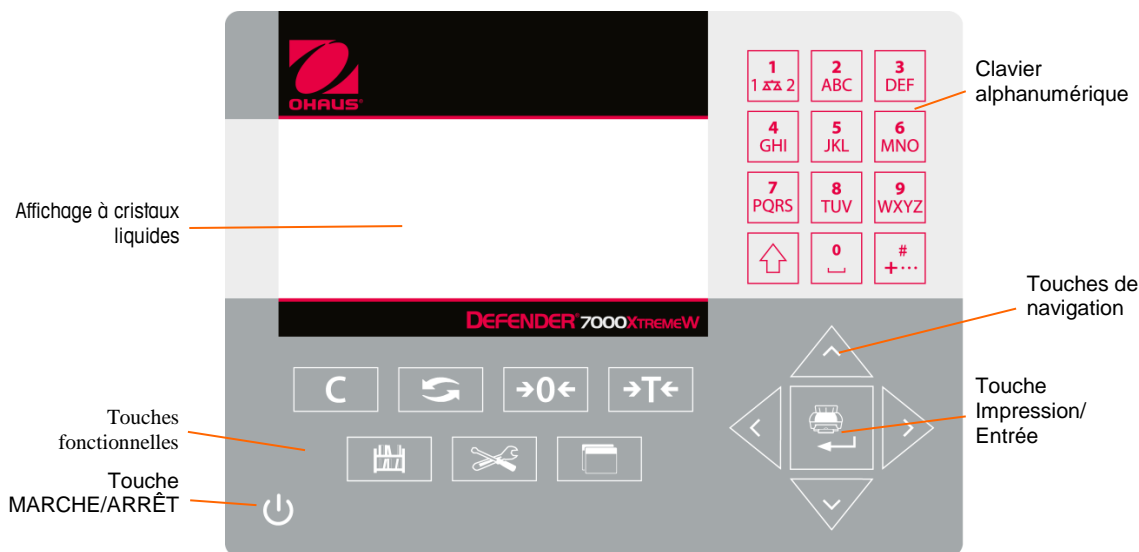 OHAUS
Affichage à cristaux
liquides
DEFENDER® 7000XTREMEW
1
1 2
2
ABC
3
DEF
4
GHI
5
JKL
6
MNO
7
PQRS
8
TUV
9
WXYZ
0
#
+···
Clavier
alphanumérique
Touches de
navigation
Touche
Impression/
Entrée
C
→0←
→T←
Touches
fonctionnelles
Touche
MARCHE/ARRÊT